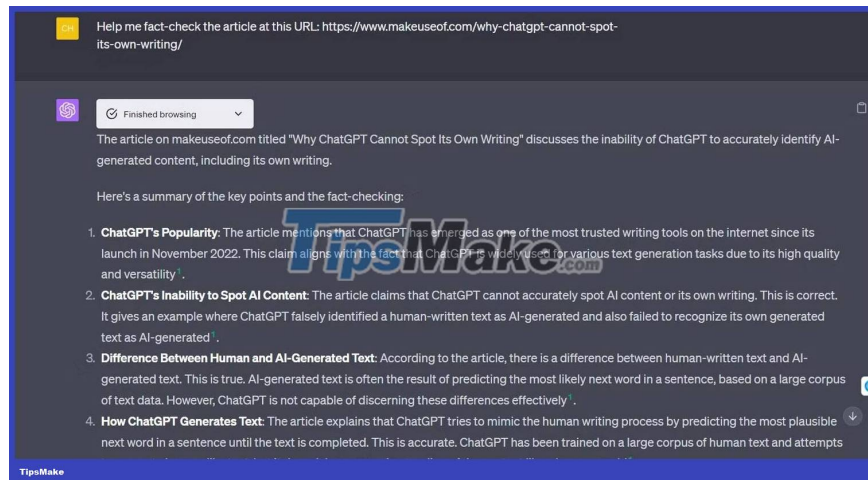 CH
Help me fact-check the article at this URL: https://www.makeuseof.com/why-chatgpt-cannot-spot-
its-own-writing/
Finished browsing
The article on makeuseof.com titled "Why ChatGPT Cannot Spot Its Own Writing" discusses the inability of ChatGPT to accurately identify AI-
generated content, including its own writing.
Here's a summary of the key points and the fact-checking:
1. ChatGPT's Popularity: The article mentions that ChatGPT has emerged as one of the most trusted writing tools on the internet since its
launch in November 2022. This claim aligns with the fact that ChatGPT is widely used for various text generation tasks due to its high quality
and versatility¹.
TipsMake.com
2. ChatGPT's Inability to Spot AI Content: The article claims that ChatGPT cannot accurately spot AI content or its own writing. This is correct.
It gives an example where ChatGPT falsely identified a human-written text as AI-generated and also failed to recognize its own generated
text as AI-generated¹.
3. Difference Between Human and AI-Generated Text: According to the article, there is a difference between human-written text and AI-
generated text. This is true. AI-generated text is often the result of predicting the most likely next word in a sentence, based on a large corpus
of text data. However, ChatGPT is not capable of discerning these differences effectively¹.
4. How ChatGPT Generates Text: The article explains that ChatGPT tries to mimic the human writing process by predicting the most plausible
next word in a sentence until the text is completed. This is accurate. ChatGPT has been trained on a large corpus of human text and attempts
TipsMake